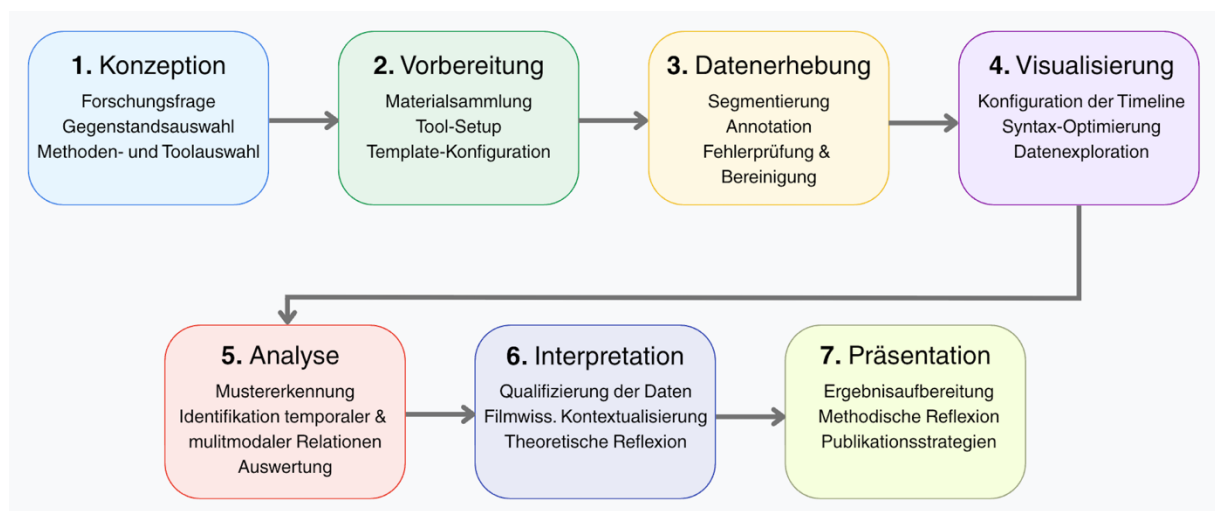 1. Konzeption
Forschungsfrage
Gegenstandsauswahl
Methoden- und Toolauswahl
2. Vorbereitung
Materialsammlung
Tool-Setup
Template-Konfiguration
3. Datenerhebung
Segmentierung
Annotation
Fehlerprüfung &
Bereinigung
4. Visualisierung
Konfiguration der Timeline
Syntax-Optimierung
Datenexploration
5. Analyse
Mustererkennung
Identifikation temporaler &
mulitmodaler Relationen
Auswertung
6. Interpretation
Qualifizierung der Daten
Filmwiss. Kontextualisierung
Theoretische Reflexion
7. Präsentation
Ergebnisaufbereitung
Methodische Reflexion
Publikationsstrategien